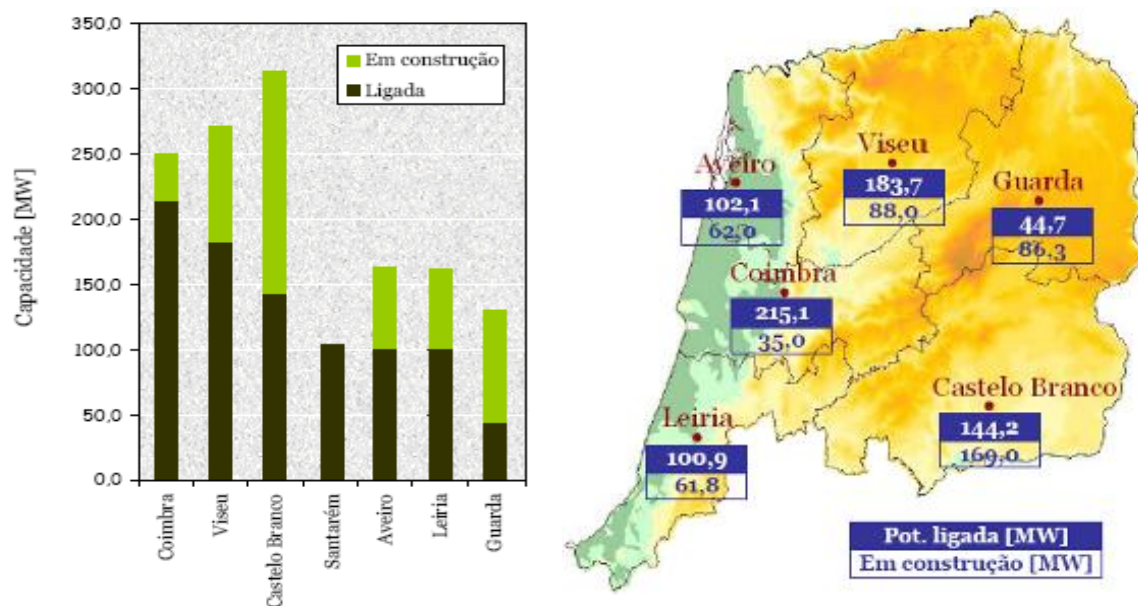 Capacidade [MW]
350,0
300,0
250,0
200,0
150,0
100,0
50,0
0,0
Em construção
Ligada
Coimbra
Viseu
Castelo Branco
Santarém
Aveiro
Leiria
Guarda
Aveiro
102,1
62,0
Viseu
183,7
88,0
Guarda
44,7
86,3
Coimbra
215,1
35,0
Castelo Branco
144,2
169,0
Leiria
100,9
61,8
Pot. ligada [MW]
Em construção [MW]